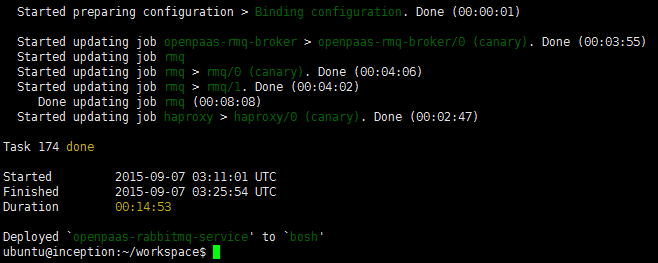 Started preparing configuration > Binding configuration. Done (00:00:01)
Started updating job openpaas-rmq-broker > openpaas-rmq-broker/0 (canary). Done (00:03:55)
Started updating job rmq
Started updating job rmq > rmq/0 (canary). Done (00:04:06)
Started updating job rmq > rmq/1. Done (00:04:02)
Done updating job rmq (00:08:08)
Started updating job haproxy > haproxy/0 (canary). Done (00:02:47)
Task 174 done
Started 2015-09-07 03:11:01 UTC
Finished 2015-09-07 03:25:54 UTC
Duration 00:14:53
Deployed `openpaas-rabbitmq-service' to `bosh'
ubuntu@inception:~/workspace$